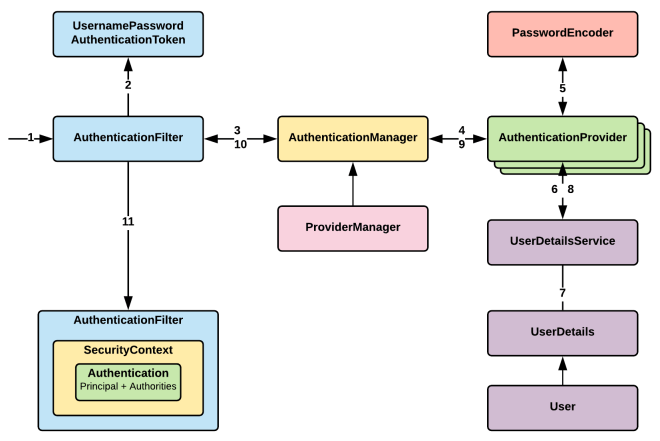 UsernamePassword
AuthenticationToken
PasswordEncoder
2
5
1
AuthenticationFilter
3
10
AuthenticationManager
4
9
AuthenticationProvider
6 8
11
ProviderManager
UserDetailsService
7
AuthenticationFilter
SecurityContext
Authentication
Principal + Authorities
UserDetails
User